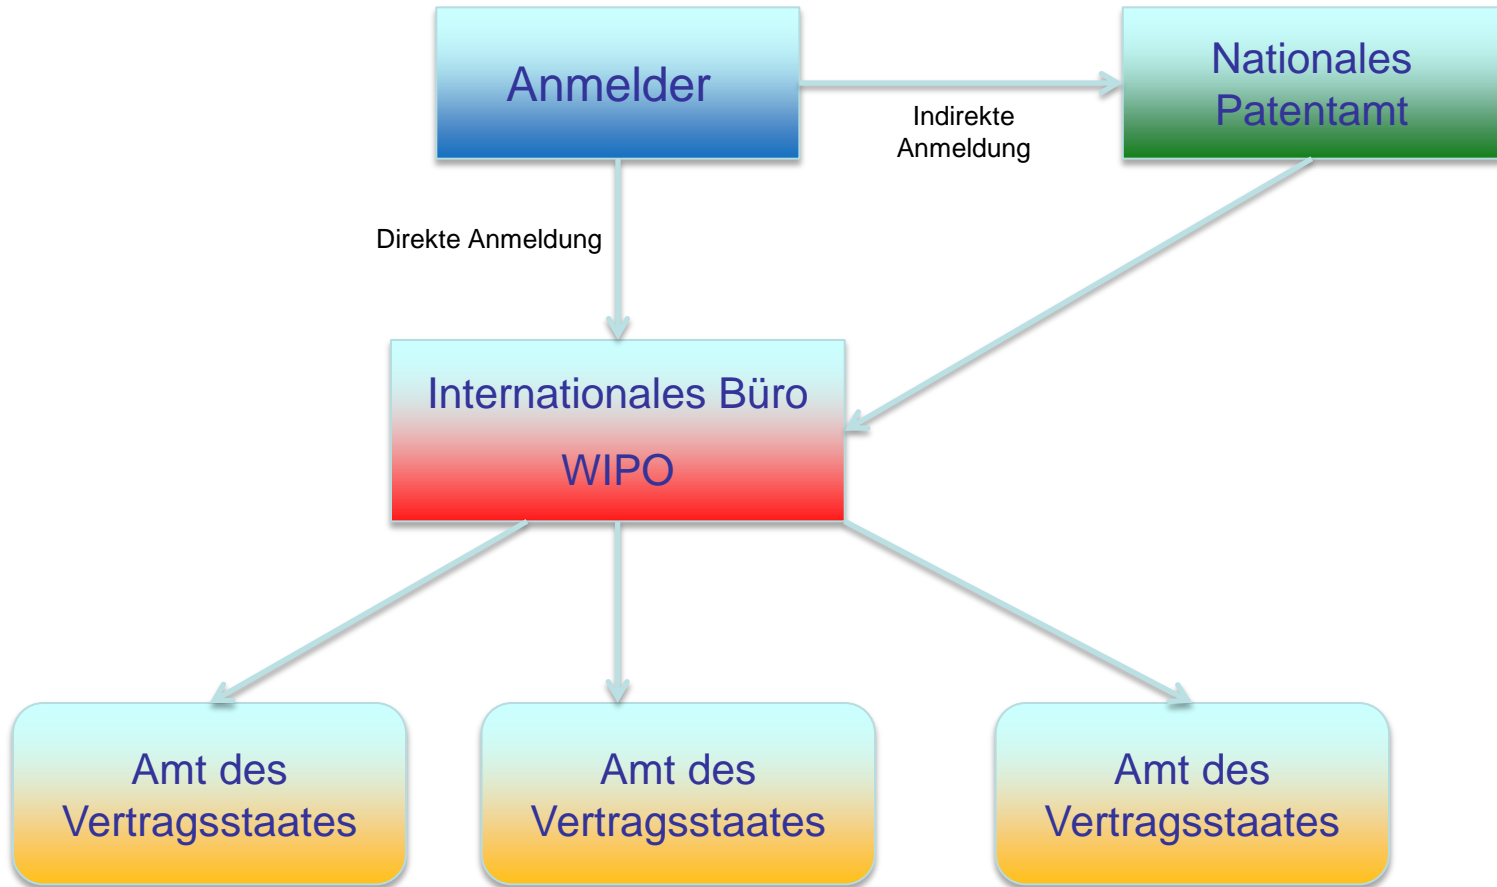 Anmelder
Nationales
Patentamt
Indirekte
Anmeldung
Direkte Anmeldung
Internationales Büro
WIPO
Amt des
Vertragsstaates
Amt des
Vertragsstaates
Amt des
Vertragsstaates